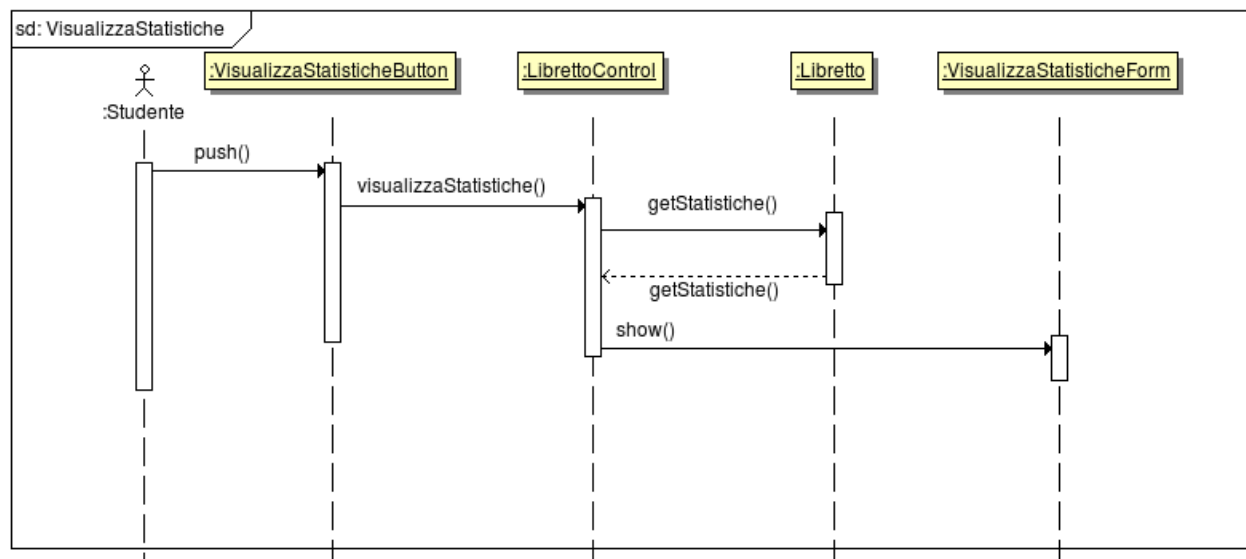 sd: VisualizzaStatistiche
:Studente
:VisualizzaStatisticheButton
:LibrettoControl
:Libretto
:VisualizzaStatisticheForm
push()
visualizzaStatistiche()
getStatistiche()
getStatistiche()
show()